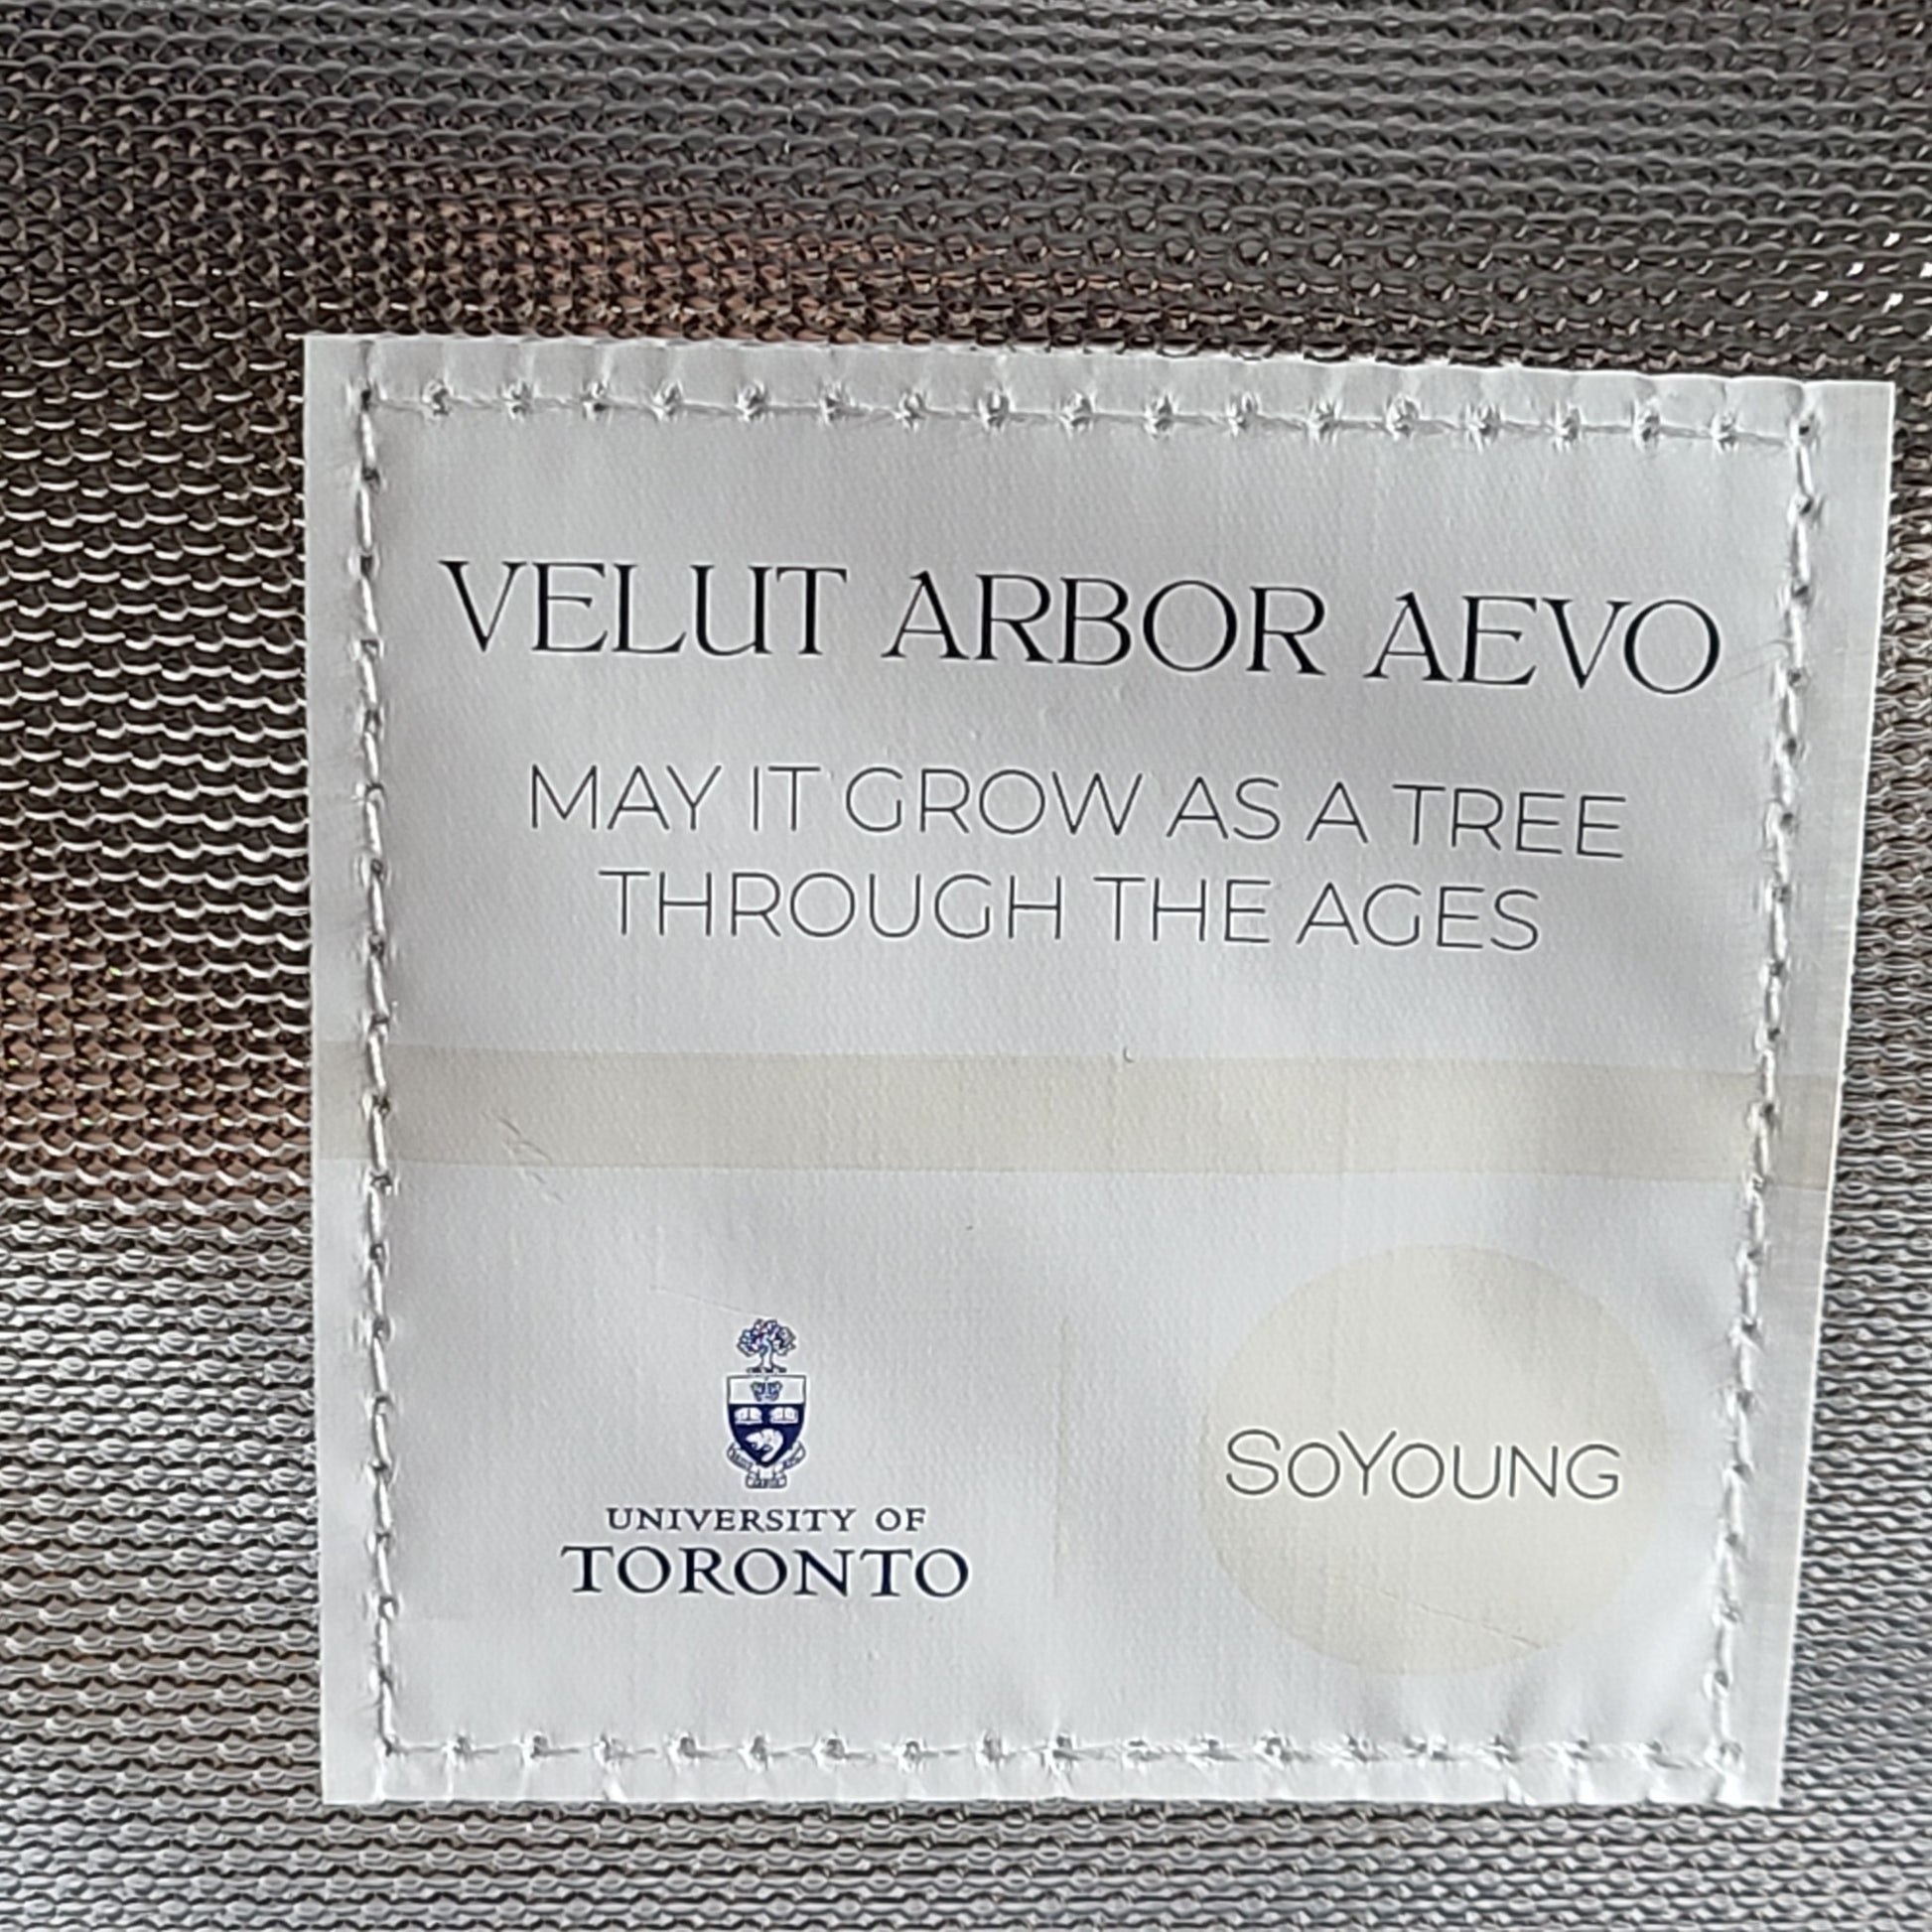 VELUT ARBOR AEVO
MAY IT GROW AS A TREE
THROUGH THE AGES
UNIVERSITY OF
TORONTO
SOYOUNG